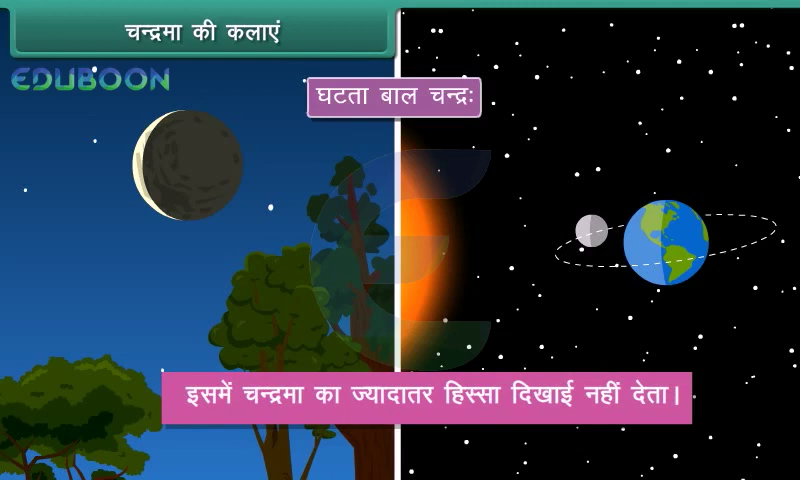 चन्द्रमा की कलाएं
EDUBOON
घटता बाल चन्द्रः
इसमें चन्द्रमा का ज्यादातर हिस्सा दिखाई नहीं देता।